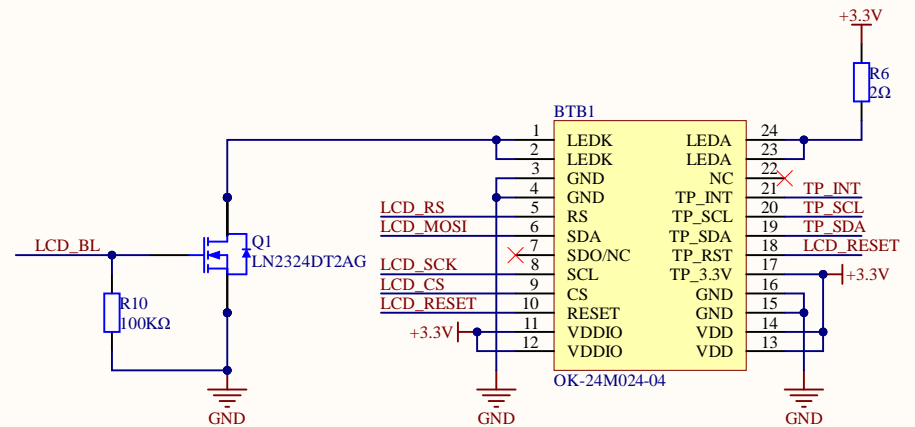 +3.3V
R6
2Ω
BTB1
1 LEDK LEDA 24
2 LEDK LEDA 23
3 GND NC 22
4 GND TP_INT 21 TP_INT
LCD_RS 5 RS TP_SCL 20 TP_SCL
LCD_MOSI 6 SDA TP_SDA 19 TP_SDA
7 SDO/NC TP_RST 18 LCD_RESET
LCD_SCK 8 SCL TP_3.3V 17 +3.3V
LCD_CS 9 CS GND 16
LCD_RESET 10 RESET GND 15
+3.3V 11 VDDIO VDD 14
12 VDDIO VDD 13
OK-24M024-04
LCD_BL
Q1
LN2324DT2AG
R10
100KΩ
GND
GND
GND